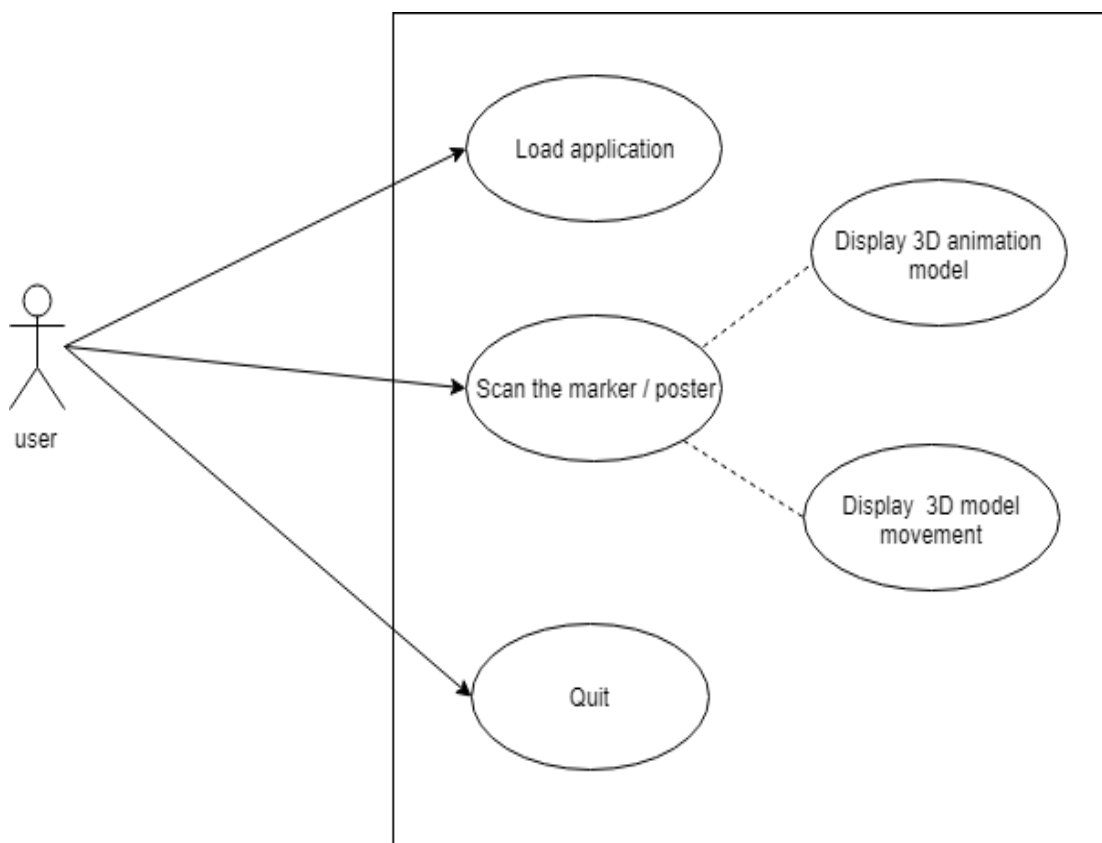 Load application
Display 3D animation
model
user
Scan the marker / poster
Display  3D model
movement
Quit